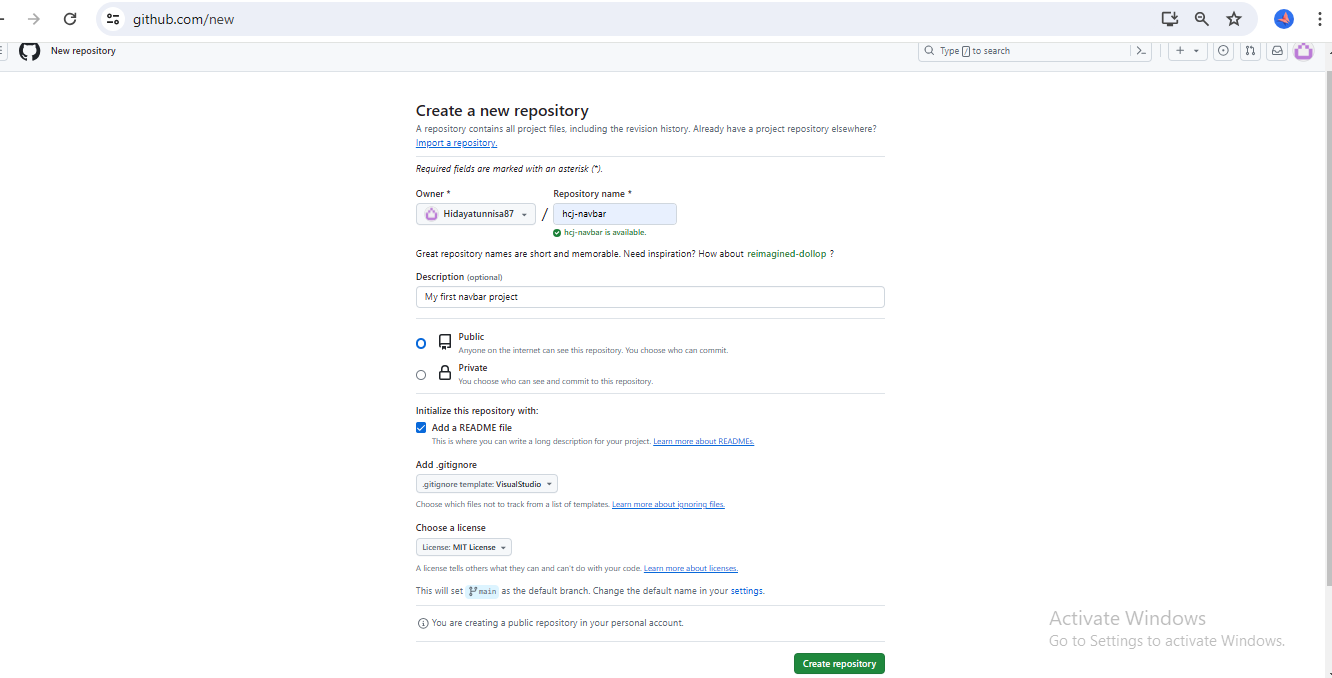 github.com/new
New repository
Type / to search
Create a new repository
A repository contains all project files, including the revision history. Already have a project repository elsewhere?
Import a repository.
Required fields are marked with an asterisk (*).
Owner * Repository name *
Hidayatunnisa87 / hcj-navbar
hcj-navbar is available.
Great repository names are short and memorable. Need inspiration? How about reimagined-dollop ?
Description (optional)
My first navbar project
Public
Anyone on the internet can see this repository. You choose who can commit.
Private
You choose who can see and commit to this repository.
Initialize this repository with:
Add a README file
This is where you can write a long description for your project. Learn more about READMEs.
Add .gitignore
.gitignore template: VisualStudio
Choose which files not to track from a list of templates. Learn more about ignoring files.
Choose a license
License: MIT License
A license tells others what they can and can't do with your code. Learn more about licenses.
This will set main as the default branch. Change the default name in your settings.
You are creating a public repository in your personal account.
Create repository
Activate Windows
Go to Settings to activate Windows.